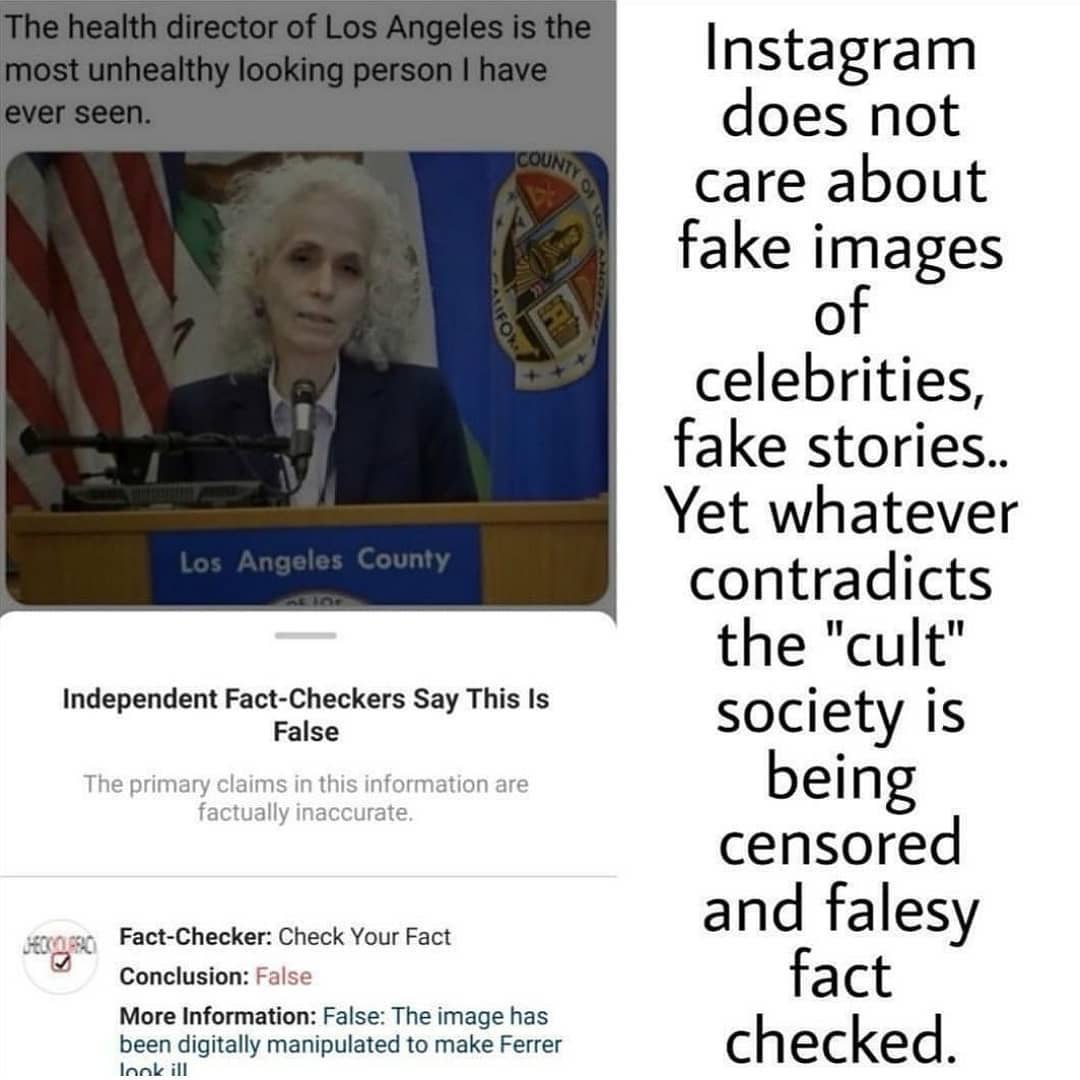 The health director of Los Angeles is the
most unhealthy looking person I have
ever seen.
COUNTY OF LOS ANGELES
CALIFOR
Los Angeles County
Independent Fact-Checkers Say This Is
False
The primary claims in this information are
factually inaccurate.
CHECKYOURFACT
Fact-Checker: Check Your Fact
Conclusion: False
More Information: False: The image has
been digitally manipulated to make Ferrer
look ill
Instagram
does not
care about
fake images
of
celebrities,
fake stories..
Yet whatever
contradicts
the "cult"
society is
being
censored
and falesy
fact
checked.